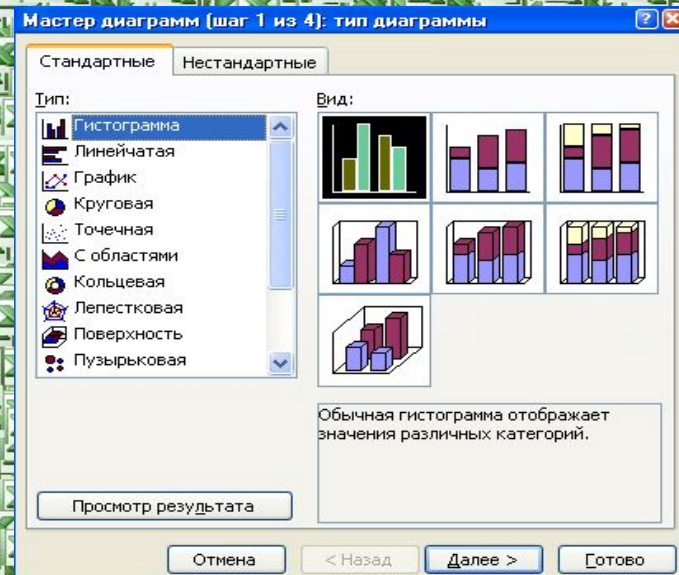 Мастер диаграмм (шаг 1 из 4): тип диаграммы
Стандартные
Нестандартные
Тип:
Гистограмма
Линейчатая
График
Круговая
Точечная
С областями
Кольцевая
Лепестковая
Поверхность
Пузырьковая
Вид:
Обычная гистограмма отображает
значения различных категорий.
Просмотр результата
Отмена
< Назад
Далее >
Готово